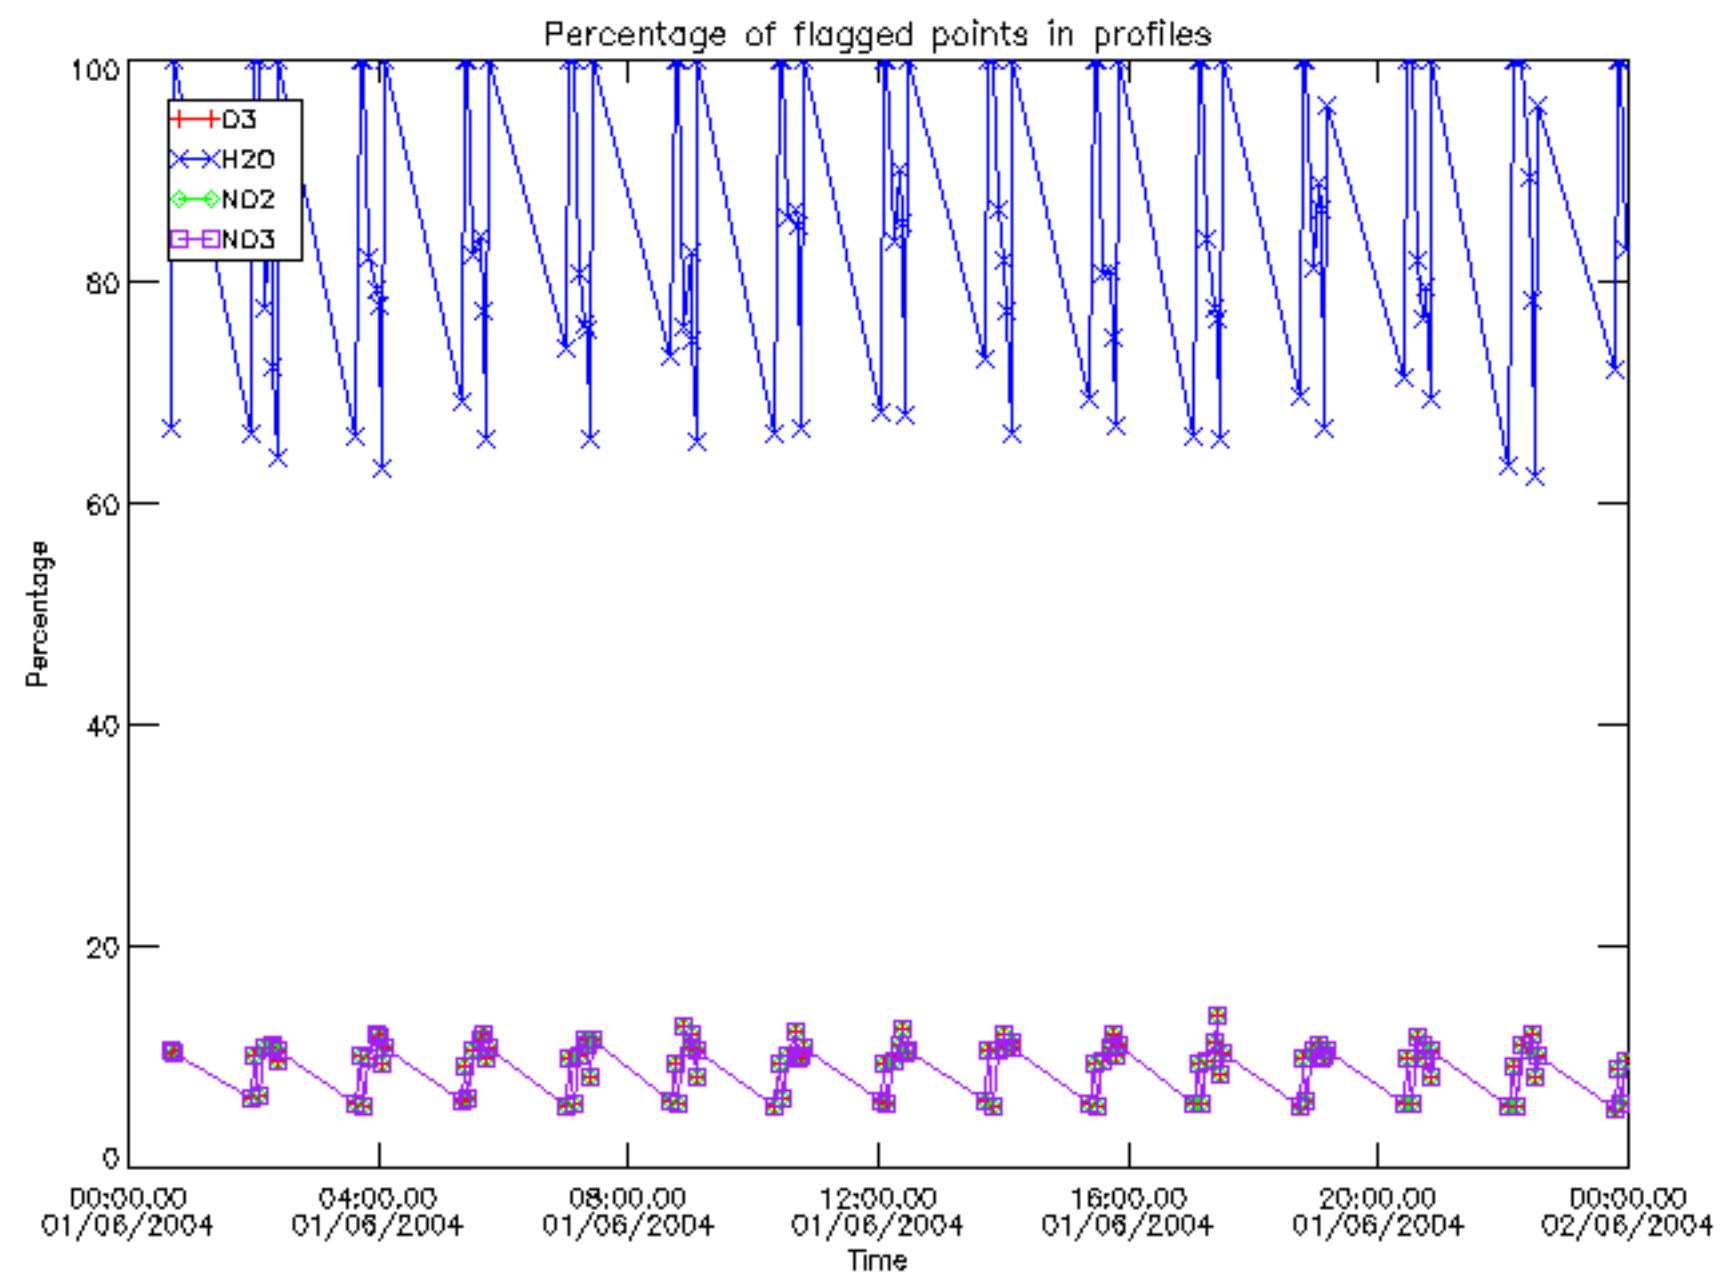 Percentage of flagged points in profiles
100
O3
H2O
NO2
NO3
80
60
Percentage
40
20
0
00:00.00 04:00.00 08:00.00 12:00.00 16:00.00 20:00.00 00:00.00
01/06/2004 01/06/2004 01/06/2004 01/06/2004 01/06/2004 01/06/2004 02/06/2004
Time